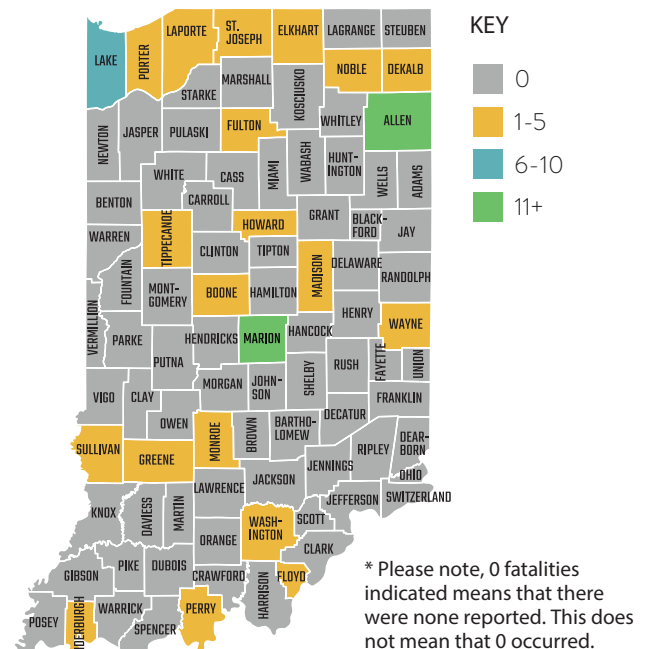 KEY
0
1-5
6-10
11+
LAKE
PORTER
LAPORTE
ST.
JOSEPH
ELKHART
LAGRANGE
STEUBEN
NOBLE
DEKALB
STARKE
MARSHALL
KOSCIUSKO
WHITLEY
ALLEN
NEWTON
JASPER
PULASKI
FULTON
MIAMI
WABASH
HUNT-
INGTON
WELLS
ADAMS
WHITE
CASS
BENTON
CARROLL
HOWARD
GRANT
BLACK-
FORD
JAY
WARREN
TIPPECANOE
CLINTON
TIPTON
MADISON
DELAWARE
RANDOLPH
FOUNTAIN
MONT-
GOMERY
BOONE
HAMILTON
HENRY
WAYNE
VERMILLION
PARKE
PUTNA
HENDRICKS
MARION
HANCOCK
RUSH
FAYETTE
UNION
VIGO
CLAY
OWEN
MORGAN
JOHN-
SON
SHELBY
DECATUR
FRANKLIN
SULLIVAN
GREENE
MONROE
BROWN
BARTHO-
LOMEW
JENNINGS
RIPLEY
DEAR-
BORN
OHIO
KNOX
DAVIESS
MARTIN
LAWRENCE
JACKSON
JEFFERSON
SWITZERLAND
ORANGE
WASH-
INGTON
SCOTT
CLARK
GIBSON
PIKE
DUBOIS
CRAWFORD
HARRISON
FLOYD
POSEY
NDERBURGH
WARRICK
SPENCER
PERRY
* Please note, 0 fatalities
indicated means that there
were none reported. This does
not mean that 0 occurred.